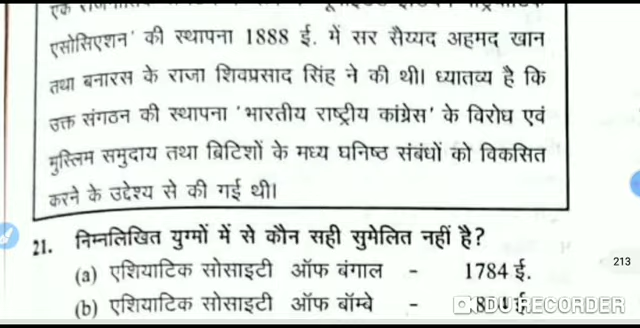 एसोसिएशन' की स्थापना 1888 ई. में सर सैय्यद अहमद खान
तथा बनारस के राजा शिवप्रसाद सिंह ने की थी। ध्यातव्य है कि
उक्त संगठन की स्थापना 'भारतीय राष्ट्रीय कांग्रेस' के विरोध एवं
मुस्लिम समुदाय तथा ब्रिटिशों के मध्य घनिष्ठ संबंधों को विकसित
करने के उद्देश्य से की गई थी।
21. निम्नलिखित युग्मों में से कौन सही सुमेलित नहीं है?
213
(a) एशियाटिक सोसाइटी ऑफ बंगाल - 1784 ई.
(b) एशियाटिक सोसाइटी ऑफ बॉम्बे - ई.
DU RECORDER